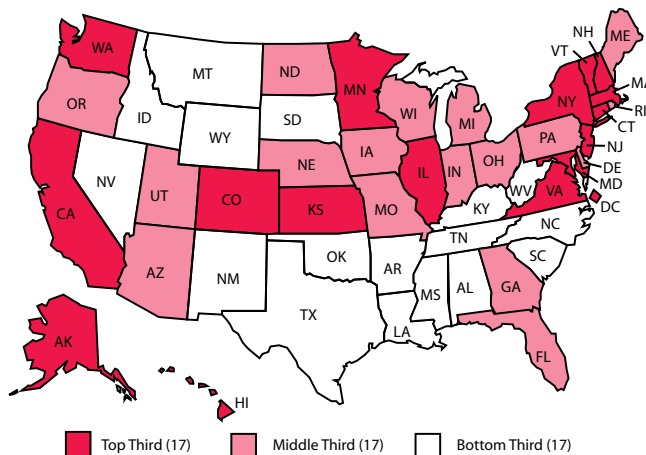 WA
MT
ND
MN
VT
NH
ME
OR
ID
SD
WI
MI
NY
MA
RI
CT
WY
IA
PA
NJ
NV
NE
IL
IN
OH
DE
MD
UT
CO
KS
MO
WV
VA
DC
CA
KY
AZ
NM
OK
AR
TN
NC
SC
TX
LA
MS
AL
GA
FL
AK
HI
Top Third (17)
Middle Third (17)
Bottom Third (17)